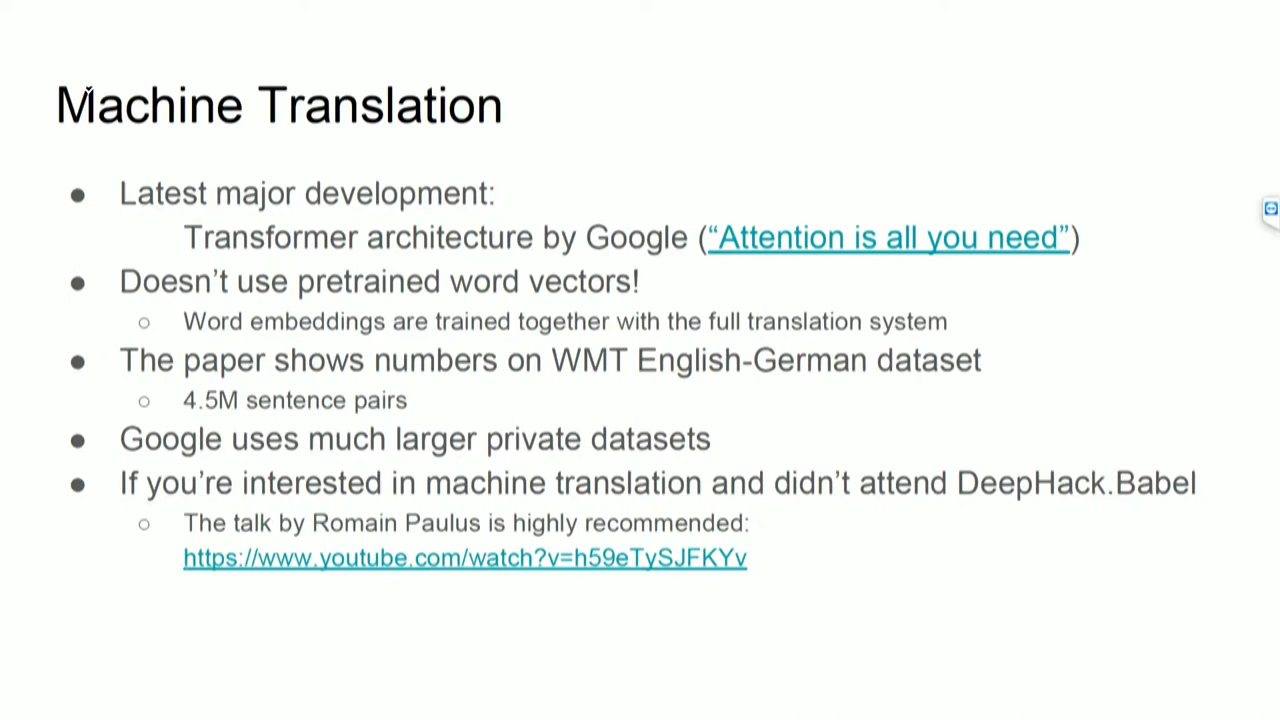 Machine Translation
● Latest major development:
Transformer architecture by Google (“Attention is all you need”)
● Doesn’t use pretrained word vectors!
○ Word embeddings are trained together with the full translation system
● The paper shows numbers on WMT English-German dataset
○ 4.5M sentence pairs
● Google uses much larger private datasets
● If you’re interested in machine translation and didn’t attend DeepHack.Babel
○ The talk by Romain Paulus is highly recommended:
https://www.youtube.com/watch?v=h59eTySJFKYv